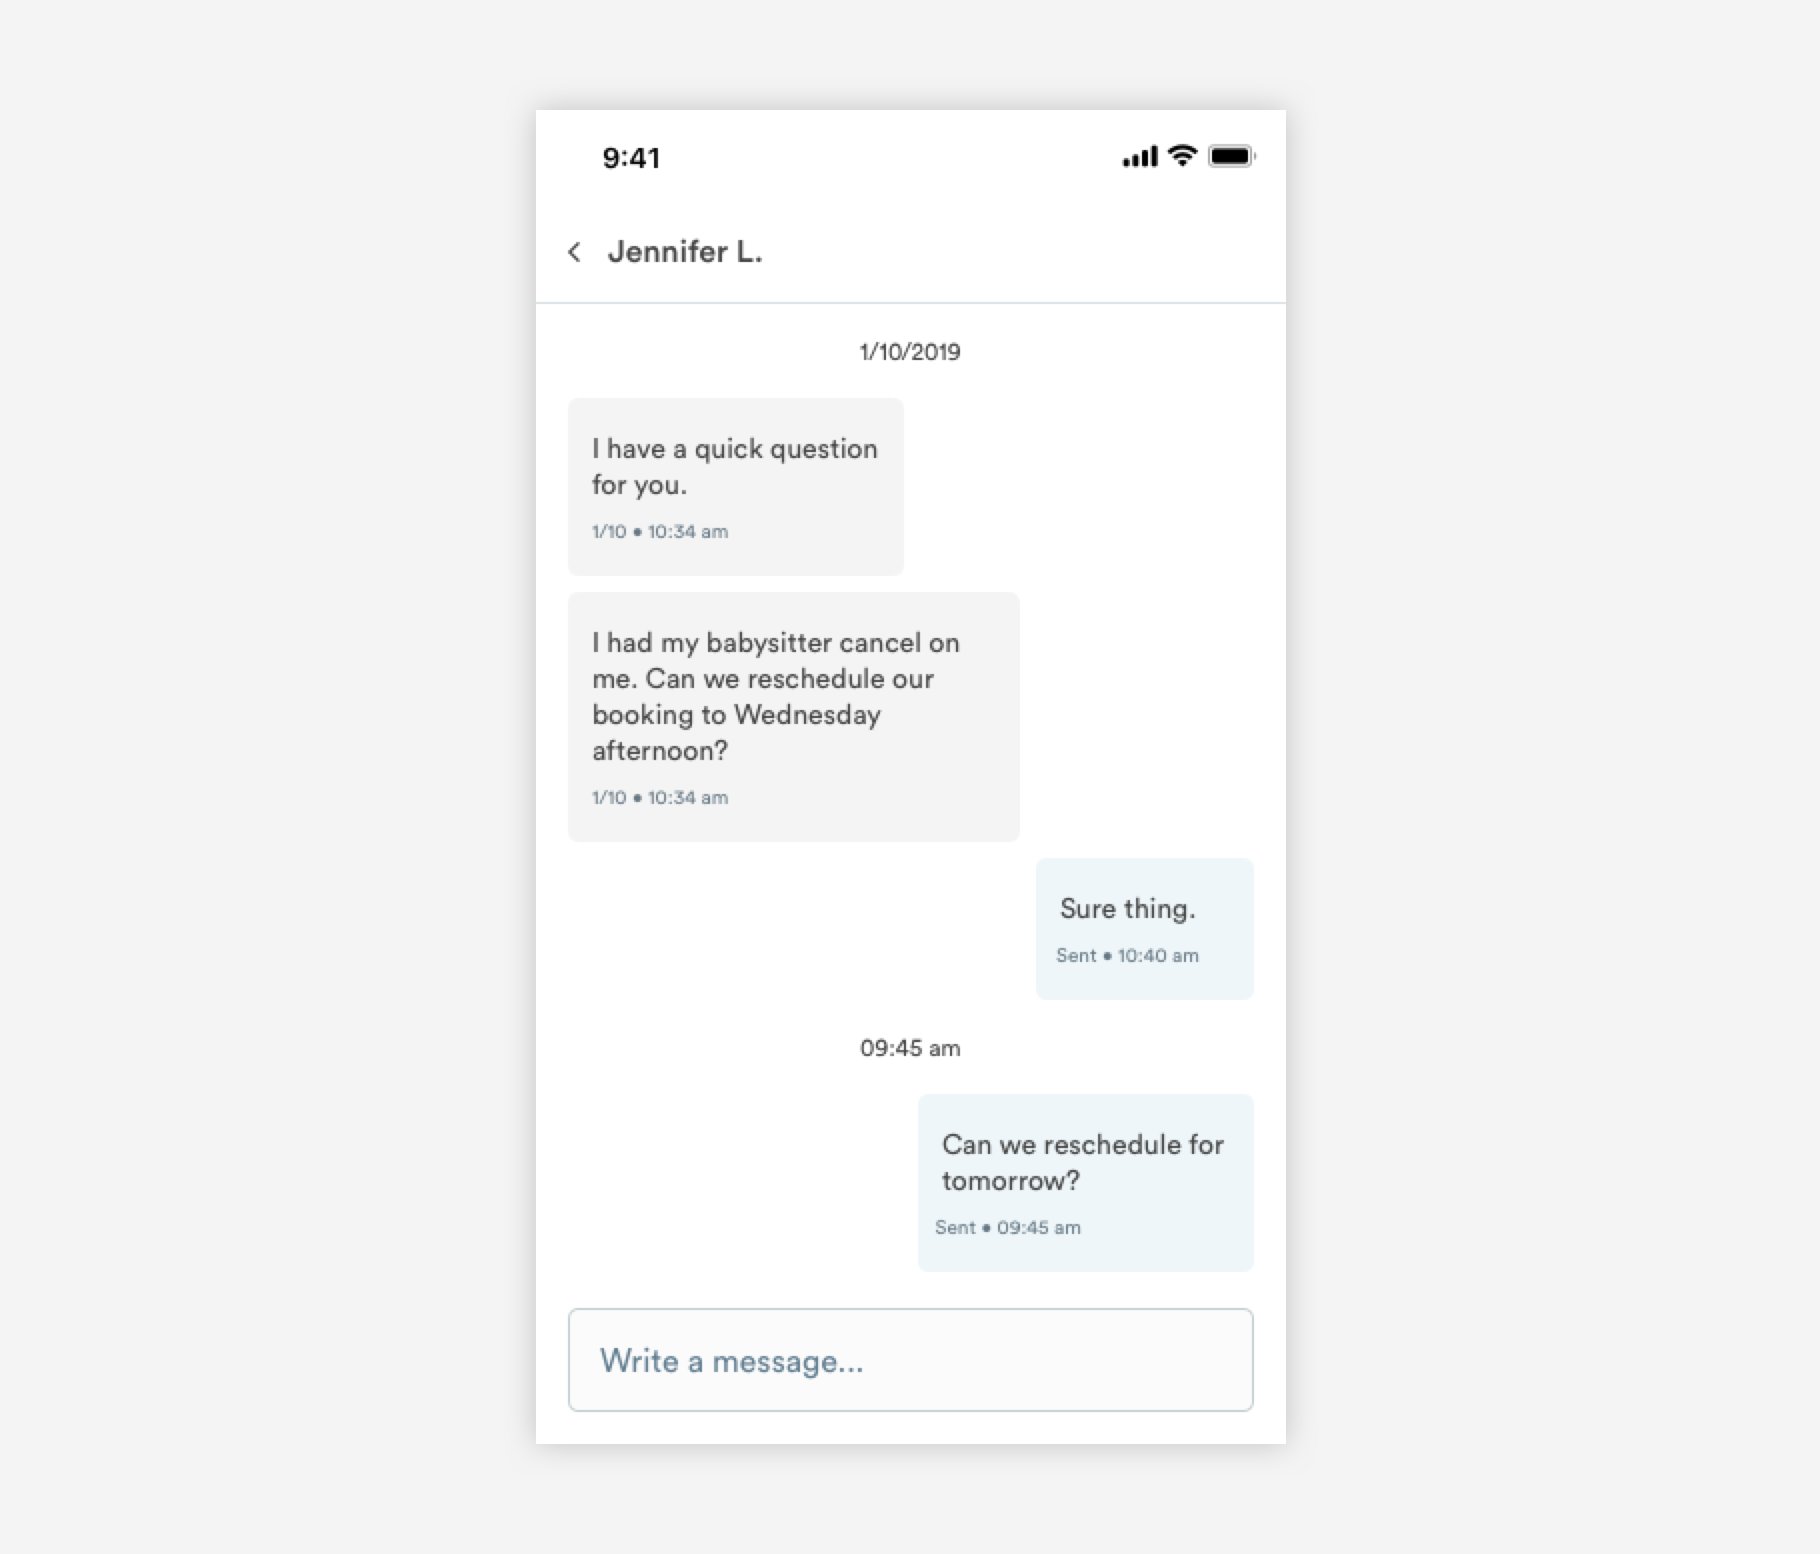 9:41
Jennifer L.
1/10/2019
I have a quick question
for you.
1/10 • 10:34 am
I had my babysitter cancel on
me. Can we reschedule our
booking to Wednesday
afternoon?
1/10 • 10:34 am
Sure thing.
Sent • 10:40 am
09:45 am
Can we reschedule for
tomorrow?
Sent • 09:45 am
Write a message...